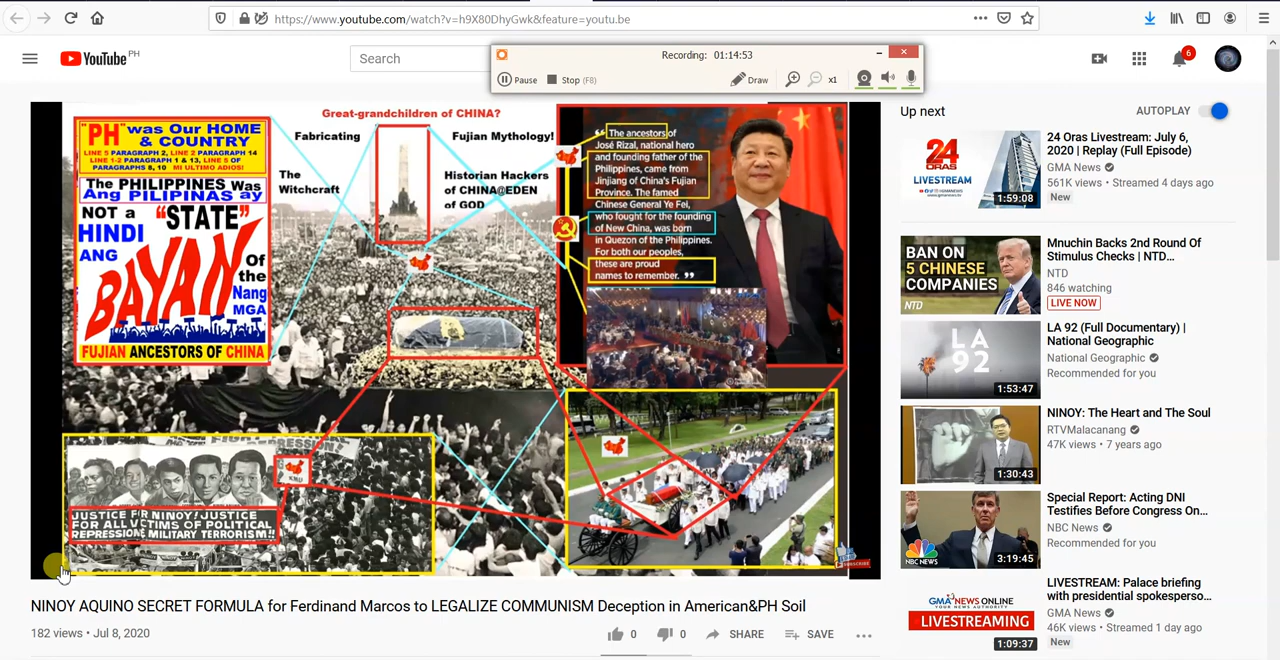 https://www.youtube.com/watch?v=h9X80DhyGwk&feature=youtu.be
YouTube PH
Search
Recording: 01:14:53
Pause
Stop (F8)
Draw
x1
6
"PH" was Our HOME
& COUNTRY
LINE 5 PARAGRAPH 2, LINE 2 PARAGRAPH 14
LINE 1-2 PARAGRAPH 1 & 13, LINE 5 OF
PARAGRAPHS 8, 10 MI ULTIMO ADIOS!
The PHILIPPINES Was
Ang PILIPINAS ay
NOT a "STATE"
HINDI
ANG
BAYAN
Of
the
Nang
MGA
FUJIAN ANCESTORS OF CHINA
Great-grandchildren of CHINA?
Fabricating
Fujian Mythology!
The
Witchcraft
Historian Hackers
of CHINA@EDEN
of GOD
“ The ancestors of
José Rizal, national hero
and founding father of the
Philippines, came from
Jinjiang of China's Fujian
Province. The famed
Chinese General Ye Fei,
who fought for the founding
of New China, was born
in Quezon of the Philippines.
For both our peoples,
these are proud
names to remember. ”
JUSTICE FOR NINOY! JUSTICE
FOR ALL VICTIMS OF POLITICAL
REPRESSION & MILITARY TERRORISM!!
SUBSCRIBE
NINOY AQUINO SECRET FORMULA for Ferdinand Marcos to LEGALIZE COMMUNISM Deception in American&PH Soil
182 views • Jul 8, 2020
0
0
SHARE
SAVE
Up next
AUTOPLAY
24 ORAS
LIVESTREAM
1:59:08
24 Oras Livestream: July 6,
2020 | Replay (Full Episode)
GMA News
561K views • Streamed 4 days ago
New
BAN ON
5 CHINESE
COMPANIES
NTD
Mnuchin Backs 2nd Round Of
Stimulus Checks | NTD...
NTD
846 watching
LIVE NOW
LA
92
1:53:47
LA 92 (Full Documentary) |
National Geographic
National Geographic
Recommended for you
1:30:43
NINOY: The Heart and The Soul
RTVMalacanang
47K views • 7 years ago
NBC NEWS
3:19:45
Special Report: Acting DNI
Testifies Before Congress On...
NBC News
Recommended for you
GMA NEWS ONLINE
LIVESTREAMING
1:09:37
LIVESTREAM: Palace briefing
with presidential spokesperso...
GMA News
46K views • Streamed 1 day ago
New